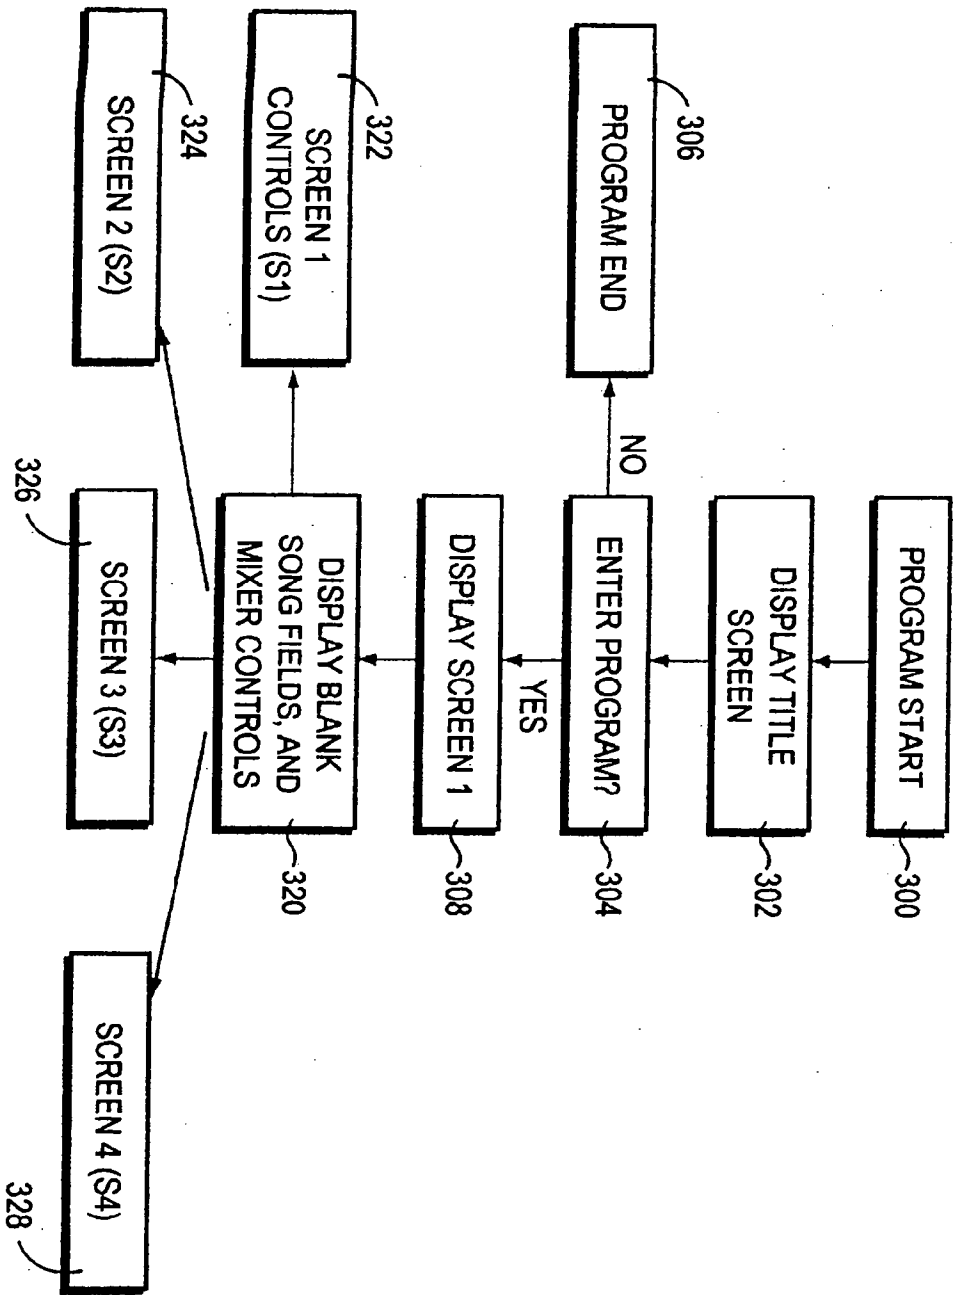 PROGRAM START
300
DISPLAY TITLE
SCREEN
302
306
PROGRAM END
NO
ENTER PROGRAM?
304
YES
DISPLAY SCREEN 1
308
322
SCREEN 1
CONTROLS (S1)
DISPLAY BLANK
SONG FIELDS, AND
MIXER CONTROLS
320
324
SCREEN 2 (S2)
326
SCREEN 3 (S3)
SCREEN 4 (S4)
328